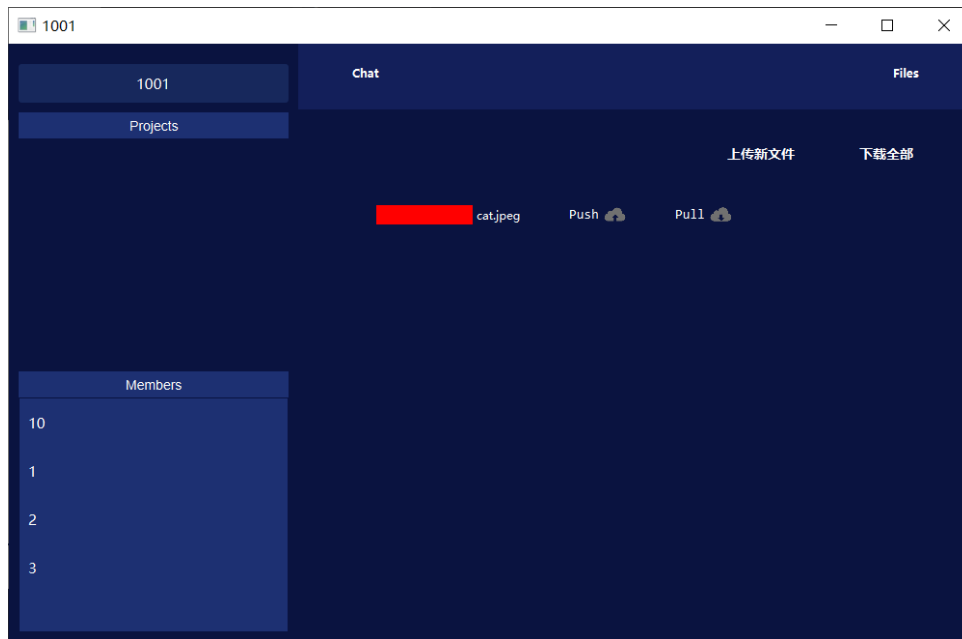 1001
1001
Chat
Files
Projects
上传新文件
下载全部
cat.jpeg
Push
Pull
Members
10
1
2
3